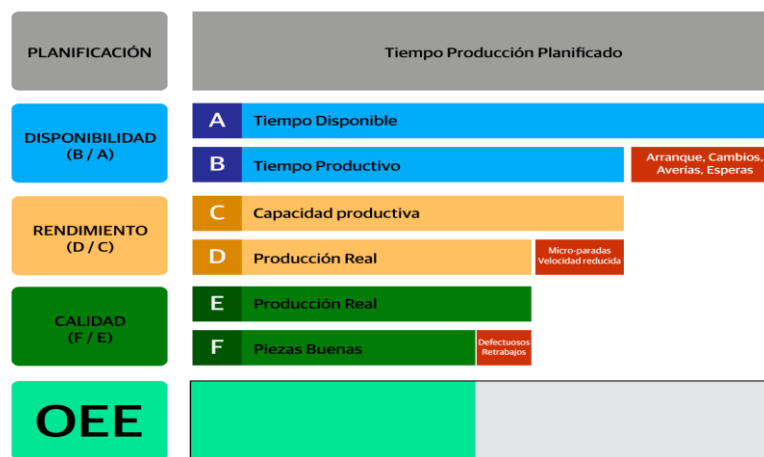 PLANIFICACIÓN
Tiempo Producción Planificado
DISPONIBILIDAD
(B / A)
A
Tiempo Disponible
B
Tiempo Productivo
Arranque, Cambios,
Averías, Esperas
RENDIMIENTO
(D / C)
C
Capacidad productiva
D
Producción Real
Micro-paradas
Velocidad reducida
CALIDAD
(F / E)
E
Producción Real
F
Piezas Buenas
Defectuosos
Retrabajos
OEE